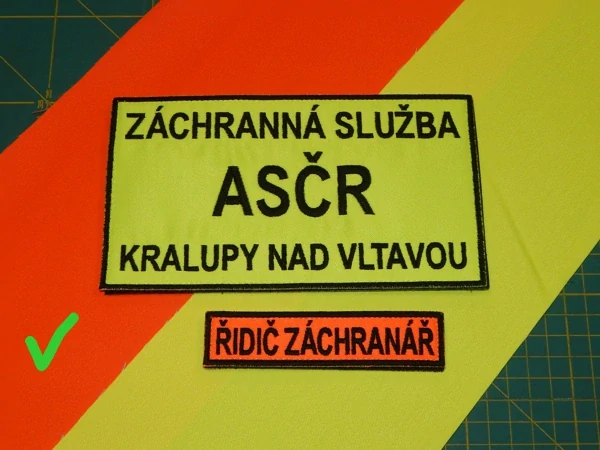 ZÁCHRANNÁ SLUŽBA
ASČR
KRALUPY NAD VLTAVOU
ŘIDIČ ZÁCHRANÁŘ